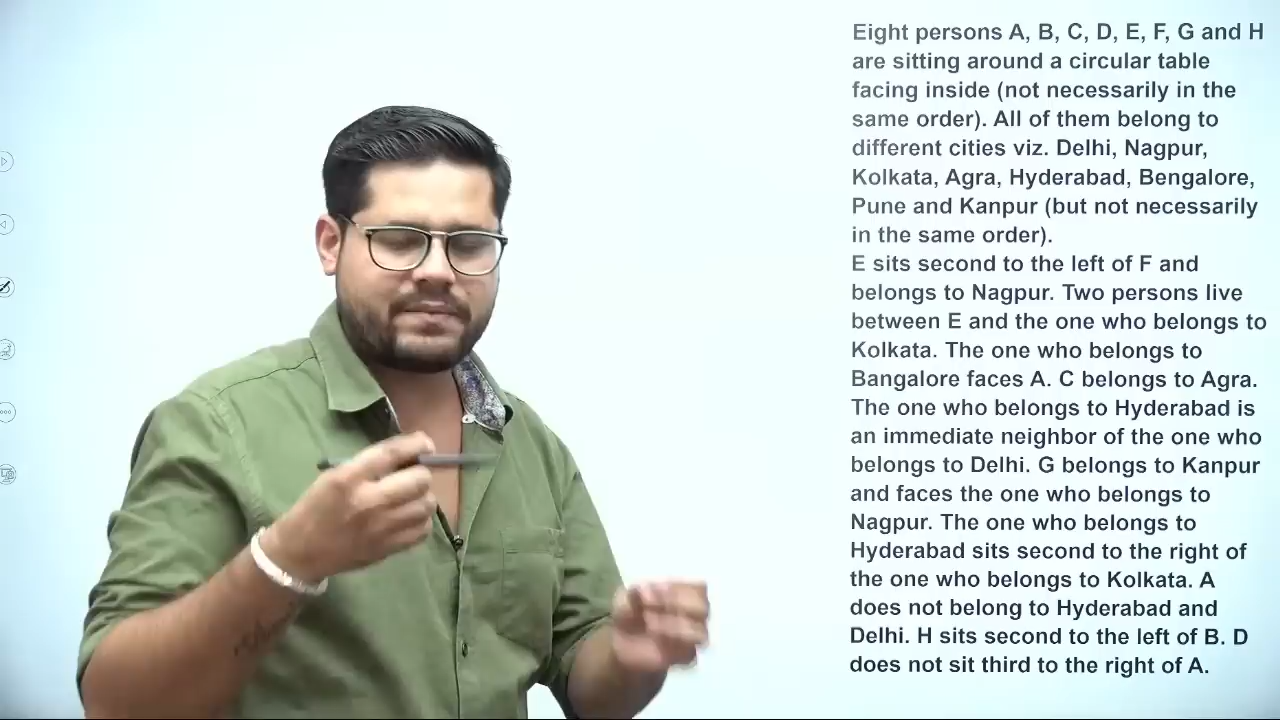 Eight persons A, B, C, D, E, F, G and H
are sitting around a circular table
facing inside (not necessarily in the
same order). All of them belong to
different cities viz. Delhi, Nagpur,
Kolkata, Agra, Hyderabad, Bengalore,
Pune and Kanpur (but not necessarily
in the same order).
E sits second to the left of F and
belongs to Nagpur. Two persons live
between E and the one who belongs to
Kolkata. The one who belongs to
Bangalore faces A. C belongs to Agra.
The one who belongs to Hyderabad is
an immediate neighbor of the one who
belongs to Delhi. G belongs to Kanpur
and faces the one who belongs to
Nagpur. The one who belongs to
Hyderabad sits second to the right of
the one who belongs to Kolkata. A
does not belong to Hyderabad and
Delhi. H sits second to the left of B. D
does not sit third to the right of A.